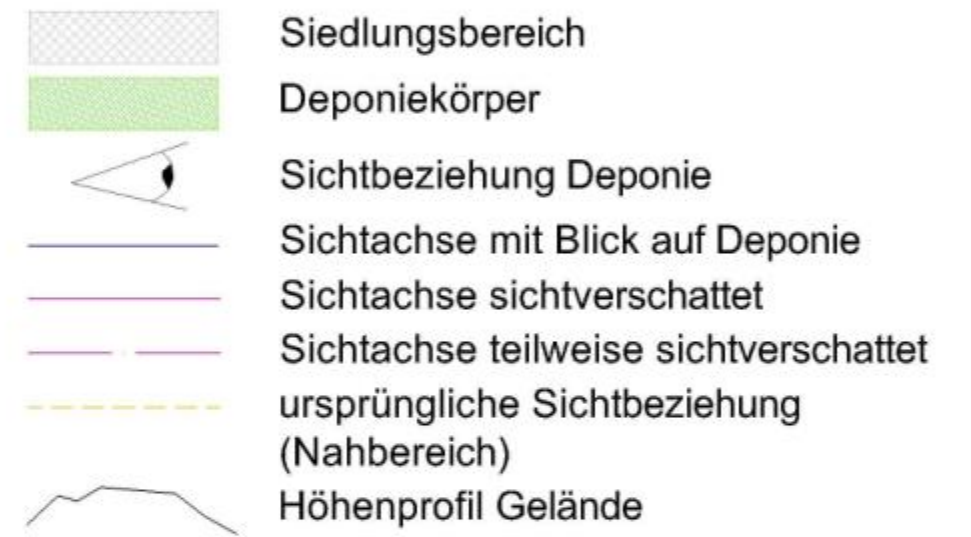 Siedlungsbereich
Deponiekörper
Sichtbeziehung Deponie
Sichtachse mit Blick auf Deponie
Sichtachse sichtverschattet
Sichtachse teilweise sichtverschattet
ursprüngliche Sichtbeziehung
(Nahbereich)
Höhenprofil Gelände